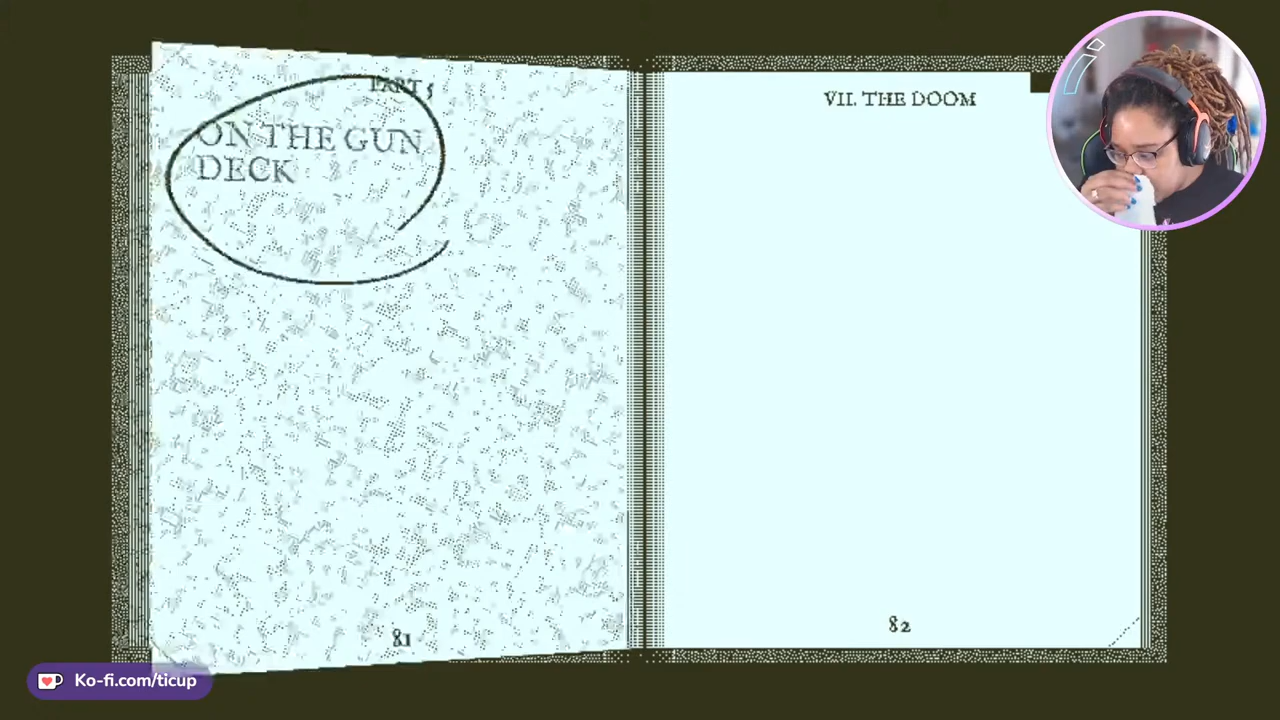 PART 5
ON THE GUN
DECK
81
VII. THE DOOM
82
Ko-fi.com/ticup